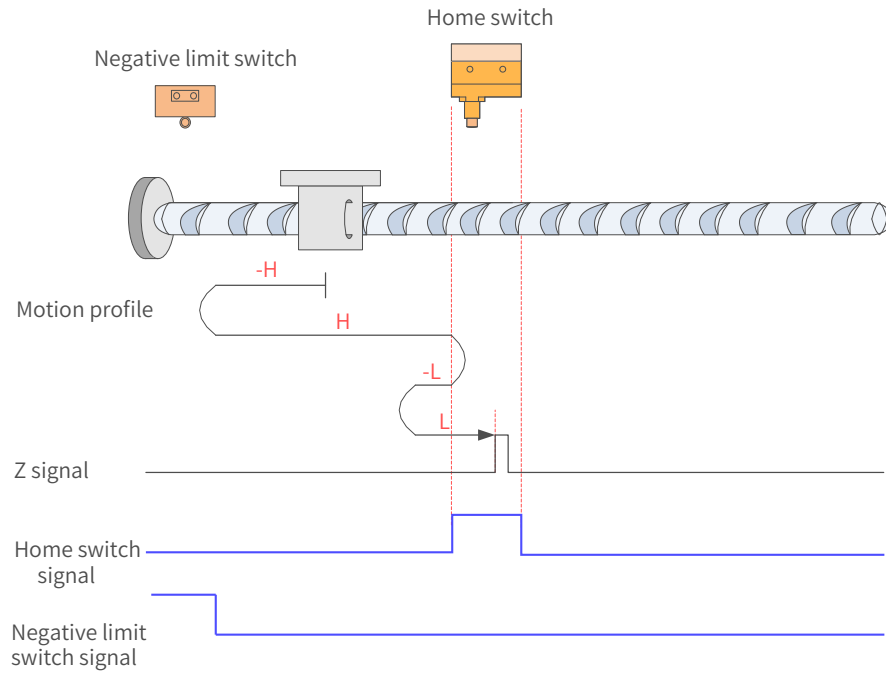 Home switch
Negative limit switch
-H
Motion profile
H
-L
L
Z signal
Home switch
signal
Negative limit
switch signal